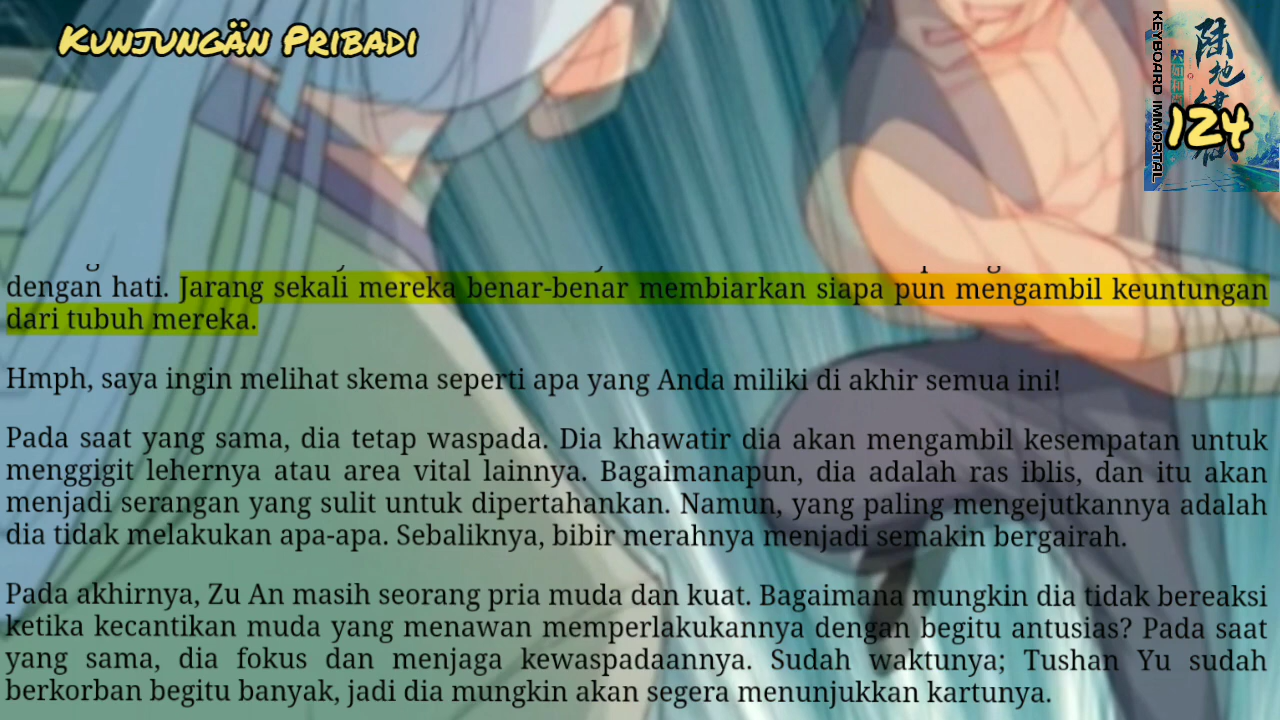 Kunjungän Pribadi
KEYBOARD IMMORTAL
124
dengan hati. Jarang sekali mereka benar-benar membiarkan siapa pun mengambil keuntungan
dari tubuh mereka.
Hmph, saya ingin melihat skema seperti apa yang Anda miliki di akhir semua ini!
Pada saat yang sama, dia tetap waspada. Dia khawatir dia akan mengambil kesempatan untuk
menggigit lehernya atau area vital lainnya. Bagaimanapun, dia adalah ras iblis, dan itu akan
menjadi serangan yang sulit untuk dipertahankan. Namun, yang paling mengejutkannya adalah
dia tidak melakukan apa-apa. Sebaliknya, bibir merahnya menjadi semakin bergairah.
Pada akhirnya, Zu An masih seorang pria muda dan kuat. Bagaimana mungkin dia tidak bereaksi
ketika kecantikan muda yang menawan memperlakukannya dengan begitu antusias? Pada saat
yang sama, dia fokus dan menjaga kewaspadaannya. Sudah waktunya; Tushan Yu sudah
berkorban begitu banyak, jadi dia mungkin akan segera menunjukkan kartunya.